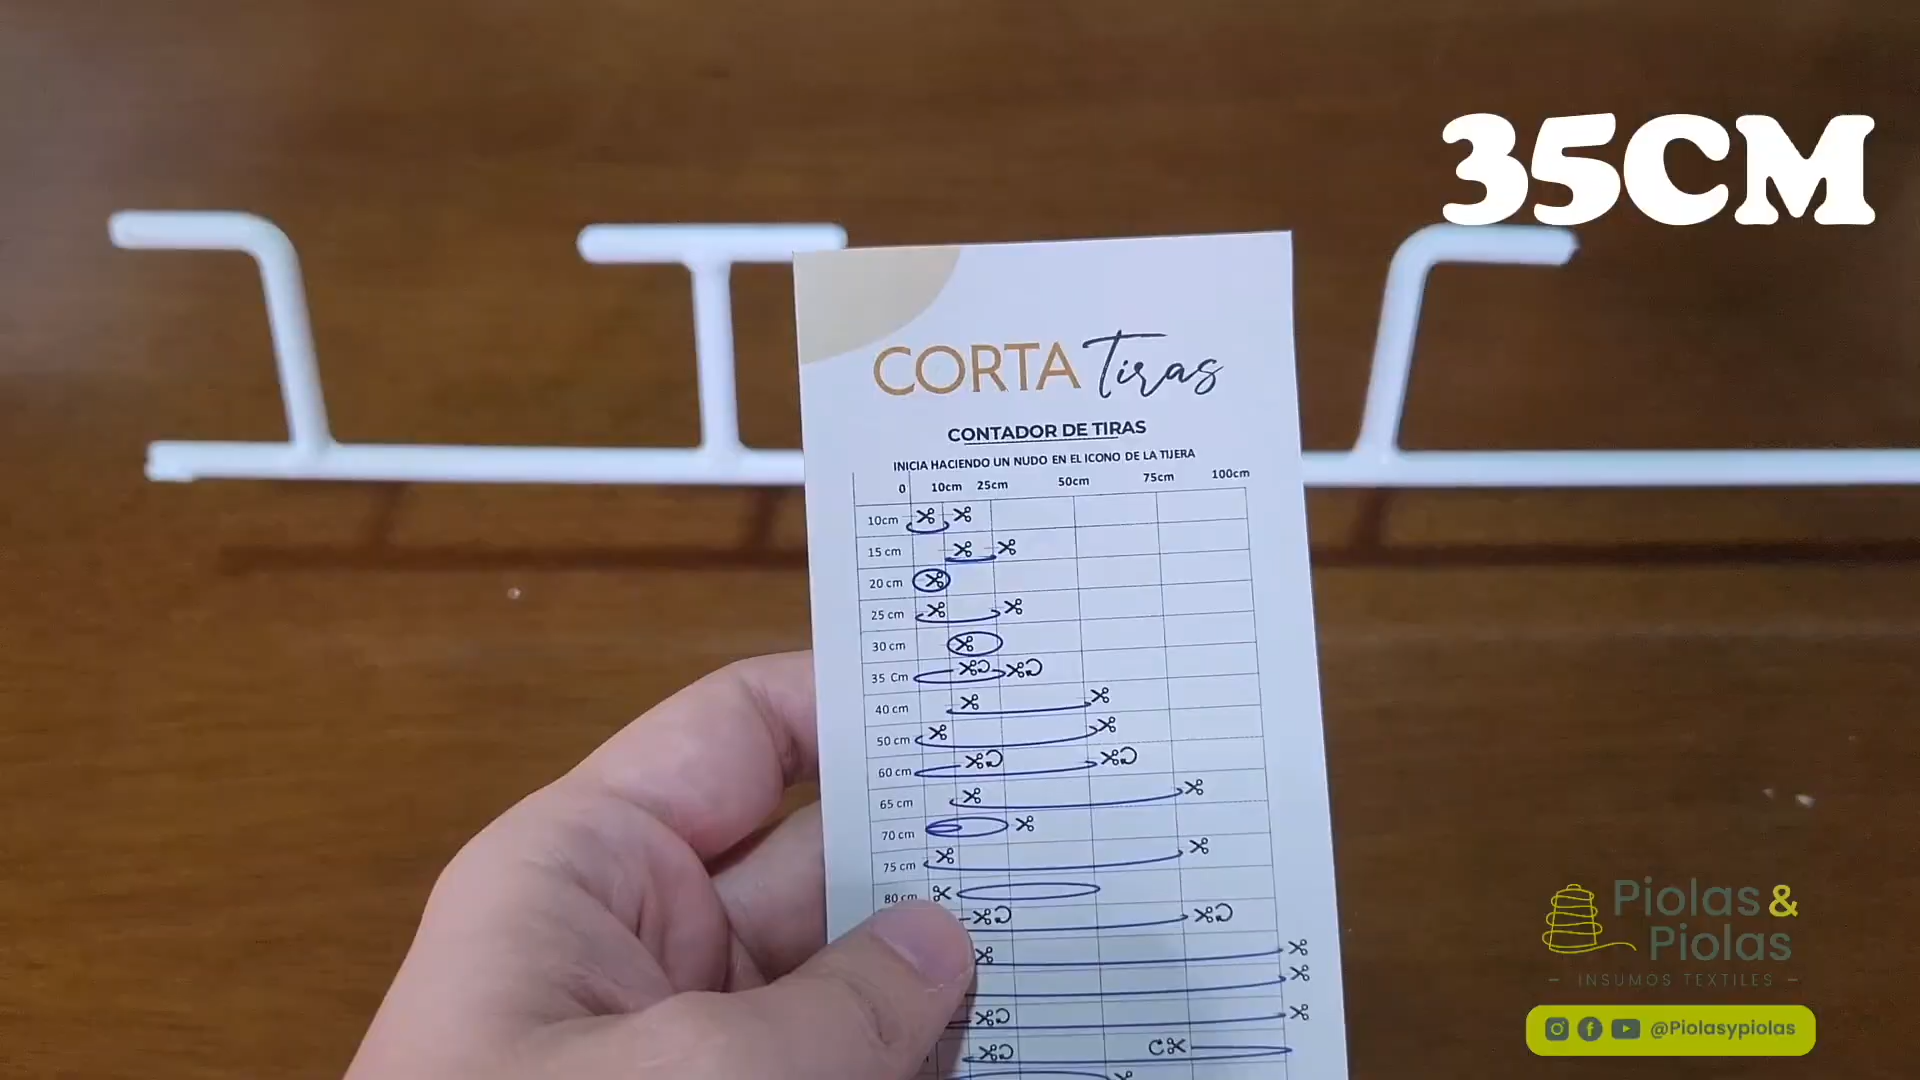 35CM
CORTA Tiras
CONTADOR DE TIRAS
INICIA HACIENDO UN NUDO EN EL ICONO DE LA TIJERA
0 10cm 25cm 50cm 75cm 100cm
10cm
15 cm
20 cm
25 cm
30 cm
35 Cm
40 cm
50 cm
60 cm
65 cm
70 cm
75 cm
80 cm
Piolas &
Piolas
– INSUMOS TEXTILES –
@Piolasypiolas